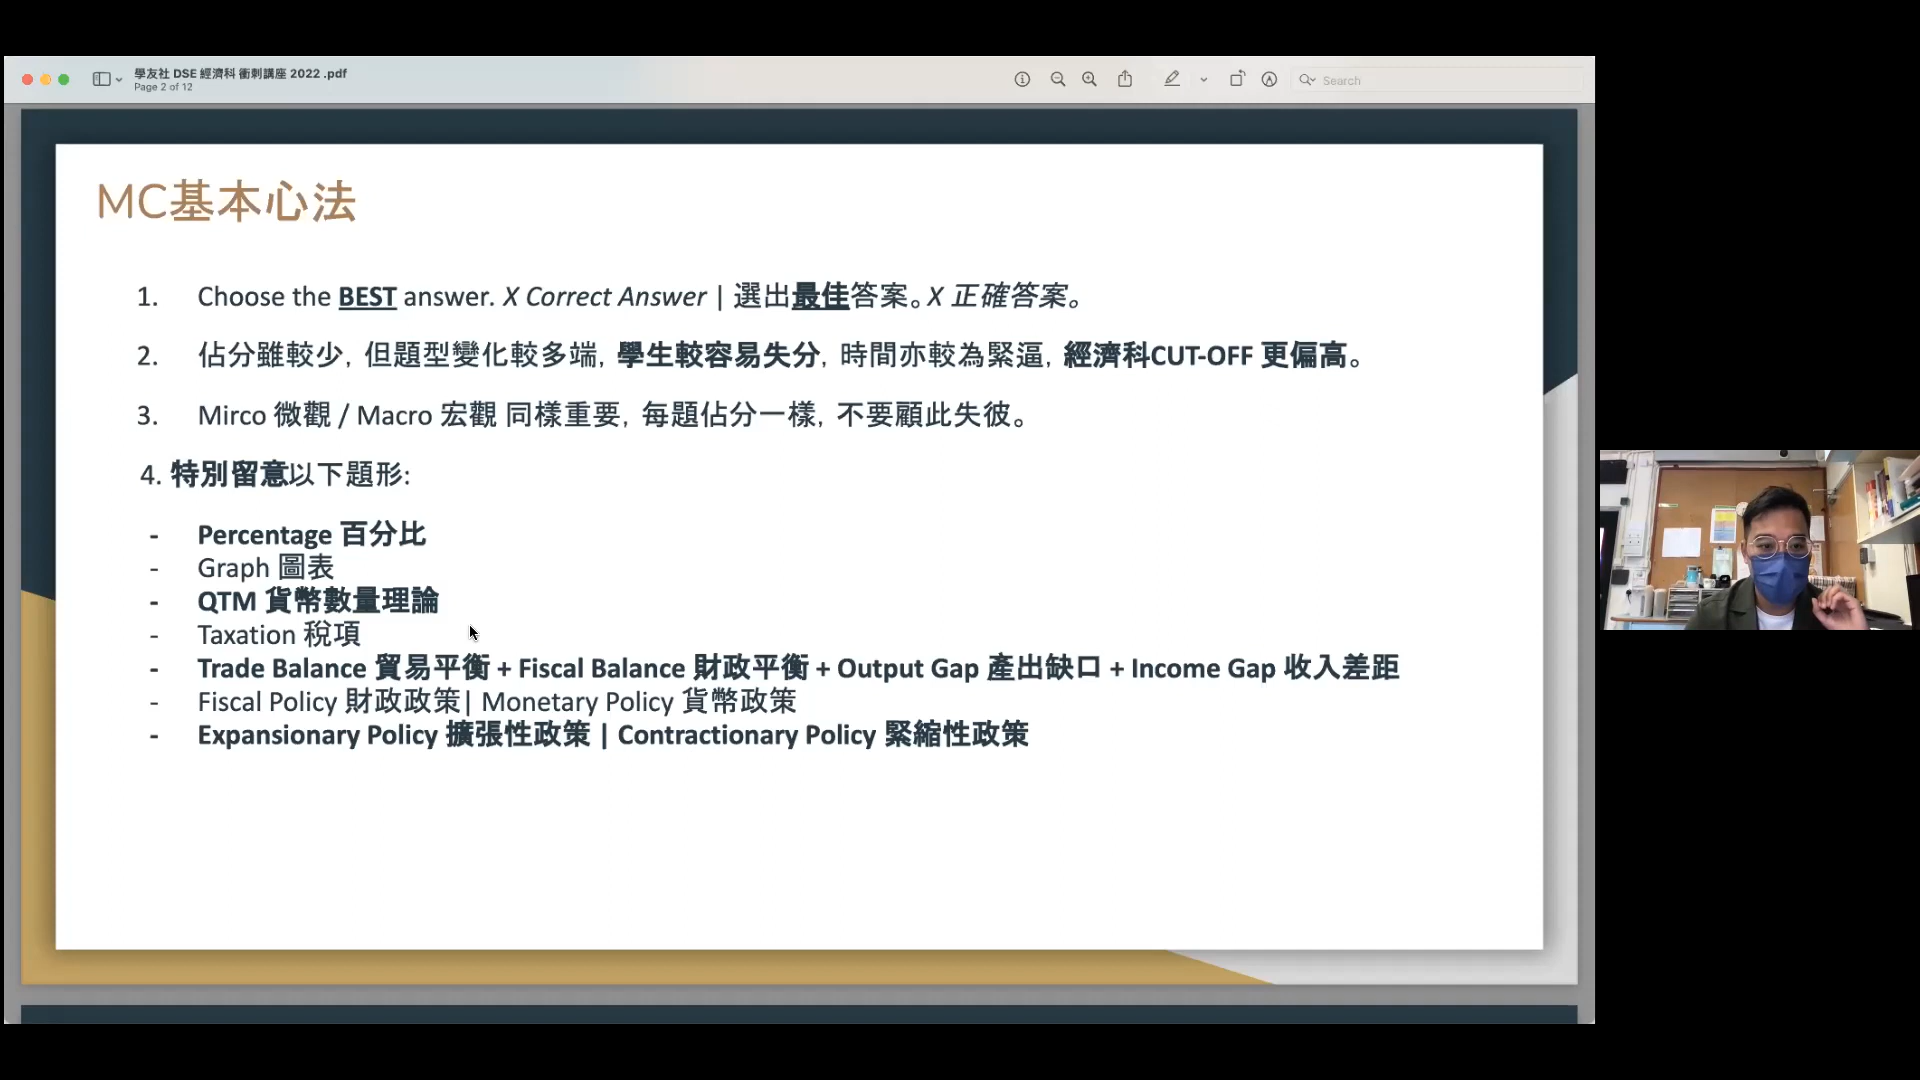 學友社 DSE 經濟科 衝刺講座 2022 .pdf
Page 2 of 12
Search
MC基本心法
1. Choose the BEST answer. X Correct Answer | 選出最佳答案。X 正確答案。
2. 佔分雖較少, 但題型變化較多端, 學生較容易失分, 時間亦較為緊逼, 經濟科CUT-OFF 更偏高。
3. Mirco 微觀 / Macro 宏觀 同樣重要, 每題佔分一樣, 不要顧此失彼。
4. 特別留意以下題形:
- Percentage 百分比
- Graph 圖表
- QTM 貨幣數量理論
- Taxation 稅項
- Trade Balance 貿易平衡 + Fiscal Balance 財政平衡 + Output Gap 產出缺口 + Income Gap 收入差距
- Fiscal Policy 財政政策| Monetary Policy 貨幣政策
- Expansionary Policy 擴張性政策 | Contractionary Policy 緊縮性政策